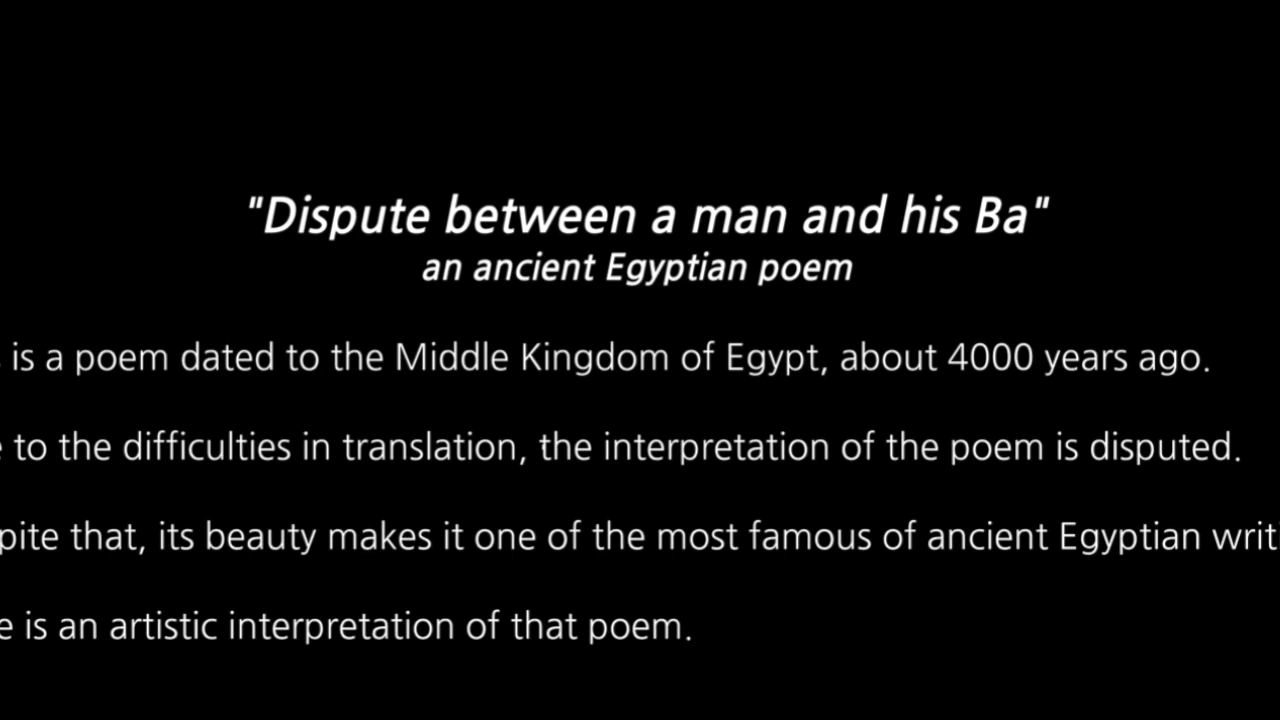 "Dispute between a man and his Ba"
an ancient Egyptian poem
is a poem dated to the Middle Kingdom of Egypt, about 4000 years ago.
to the difficulties in translation, the interpretation of the poem is disputed.
pite that, its beauty makes it one of the most famous of ancient Egyptian writ
e is an artistic interpretation of that poem.